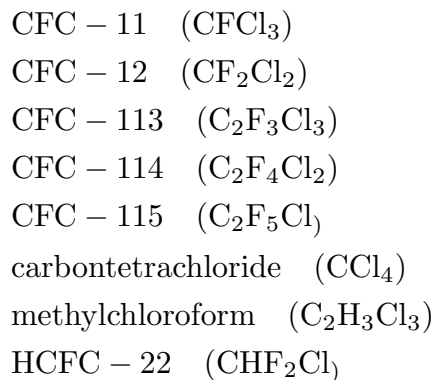 CFC − 11 (CFCl₃)
CFC − 12 (CF₂Cl₂)
CFC − 113 (C₂F₃Cl₃)
CFC − 114 (C₂F₄Cl₂)
CFC − 115 (C₂F₅Cl₎
carbontetrachloride (CCl₄)
methylchloroform (C₂H₃Cl₃)
HCFC − 22 (CHF₂Cl₎